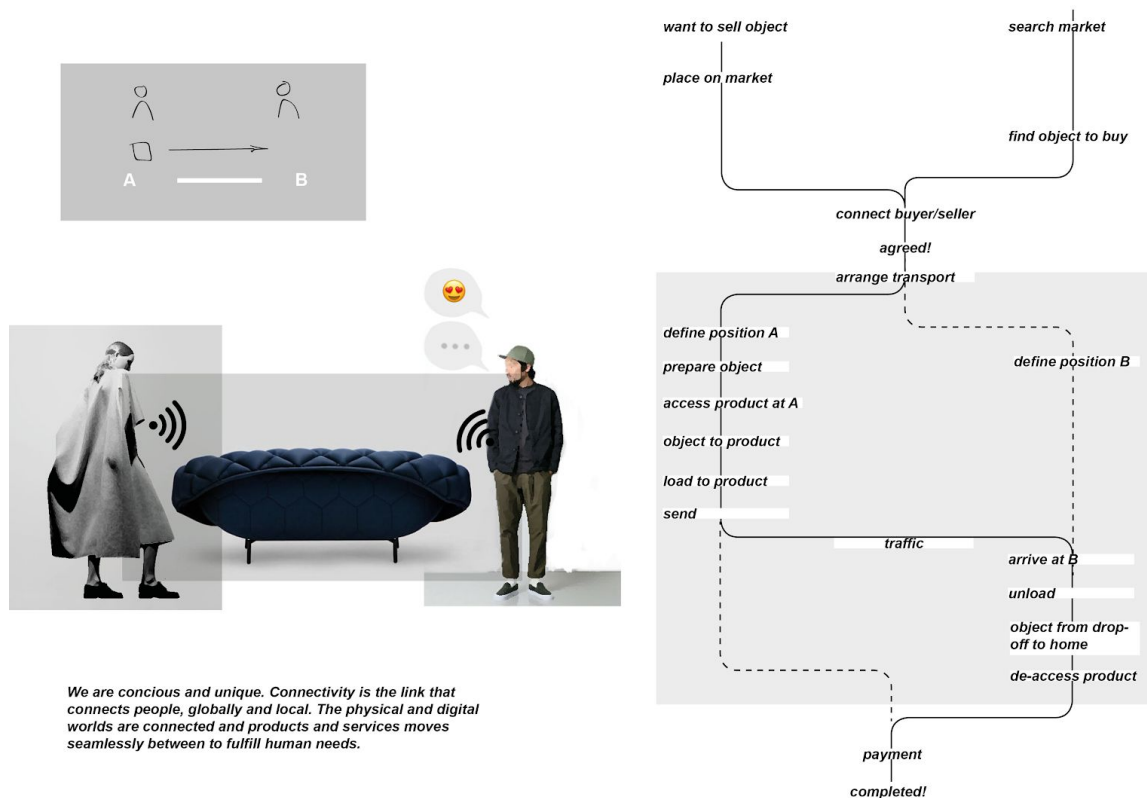 A
B
We are concious and unique. Connectivity is the link that
connects people, globally and local. The physical and digital
worlds are connected and products and services moves
seamlessly between to fulfill human needs.
want to sell object
search market
place on market
find object to buy
connect buyer/seller
agreed!
arrange transport
define position A
define position B
prepare object
access product at A
object to product
load to product
send
traffic
arrive at B
unload
object from drop-
off to home
de-access product
payment
completed!